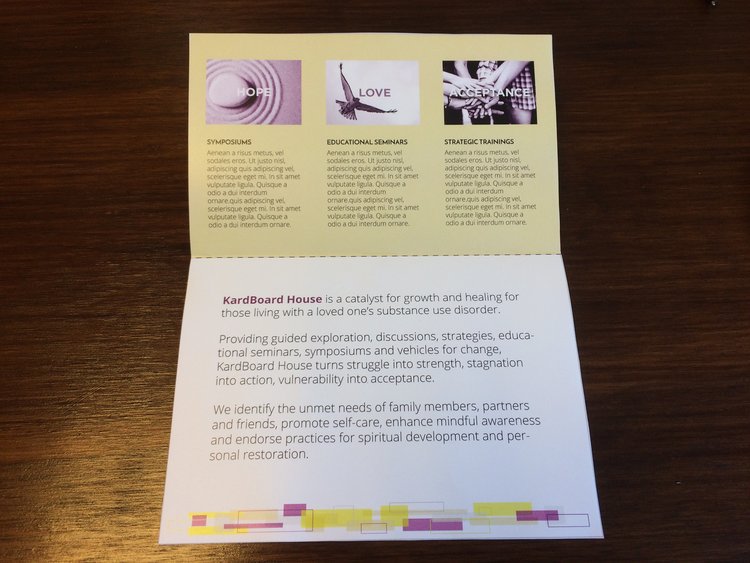 HOPE
LOVE
ACCEPTANCE
SYMPOSIUMS
Aenean a risus metus, vel
sodales eros. Ut justo nisl,
adipiscing quis adipiscing vel,
scelerisque eget mi. In sit amet
vulputate ligula. Quisque a
odio a dui interdum
ornare.quis adipiscing vel,
scelerisque eget mi. In sit amet
vulputate ligula. Quisque a
odio a dui interdum ornare.
EDUCATIONAL SEMINARS
Aenean a risus metus, vel
sodales eros. Ut justo nisl,
adipiscing quis adipiscing vel,
scelerisque eget mi. In sit amet
vulputate ligula. Quisque a
odio a dui interdum
ornare.quis adipiscing vel,
scelerisque eget mi. In sit amet
vulputate ligula. Quisque a
odio a dui interdum ornare.
STRATEGIC TRAININGS
Aenean a risus metus, vel
sodales eros. Ut justo nisl,
adipiscing quis adipiscing vel,
scelerisque eget mi. In sit amet
vulputate ligula. Quisque a
odio a dui interdum
ornare.quis adipiscing vel,
scelerisque eget mi. In sit amet
vulputate ligula. Quisque a
odio a dui interdum ornare.
KardBoard House is a catalyst for growth and healing for
those living with a loved one's substance use disorder.
Providing guided exploration, discussions, strategies, educa-
tional seminars, symposiums and vehicles for change,
KardBoard House turns struggle into strength, stagnation
into action, vulnerability into acceptance.
We identify the unmet needs of family members, partners
and friends, promote self-care, enhance mindful awareness
and endorse practices for spiritual development and per-
sonal restoration.